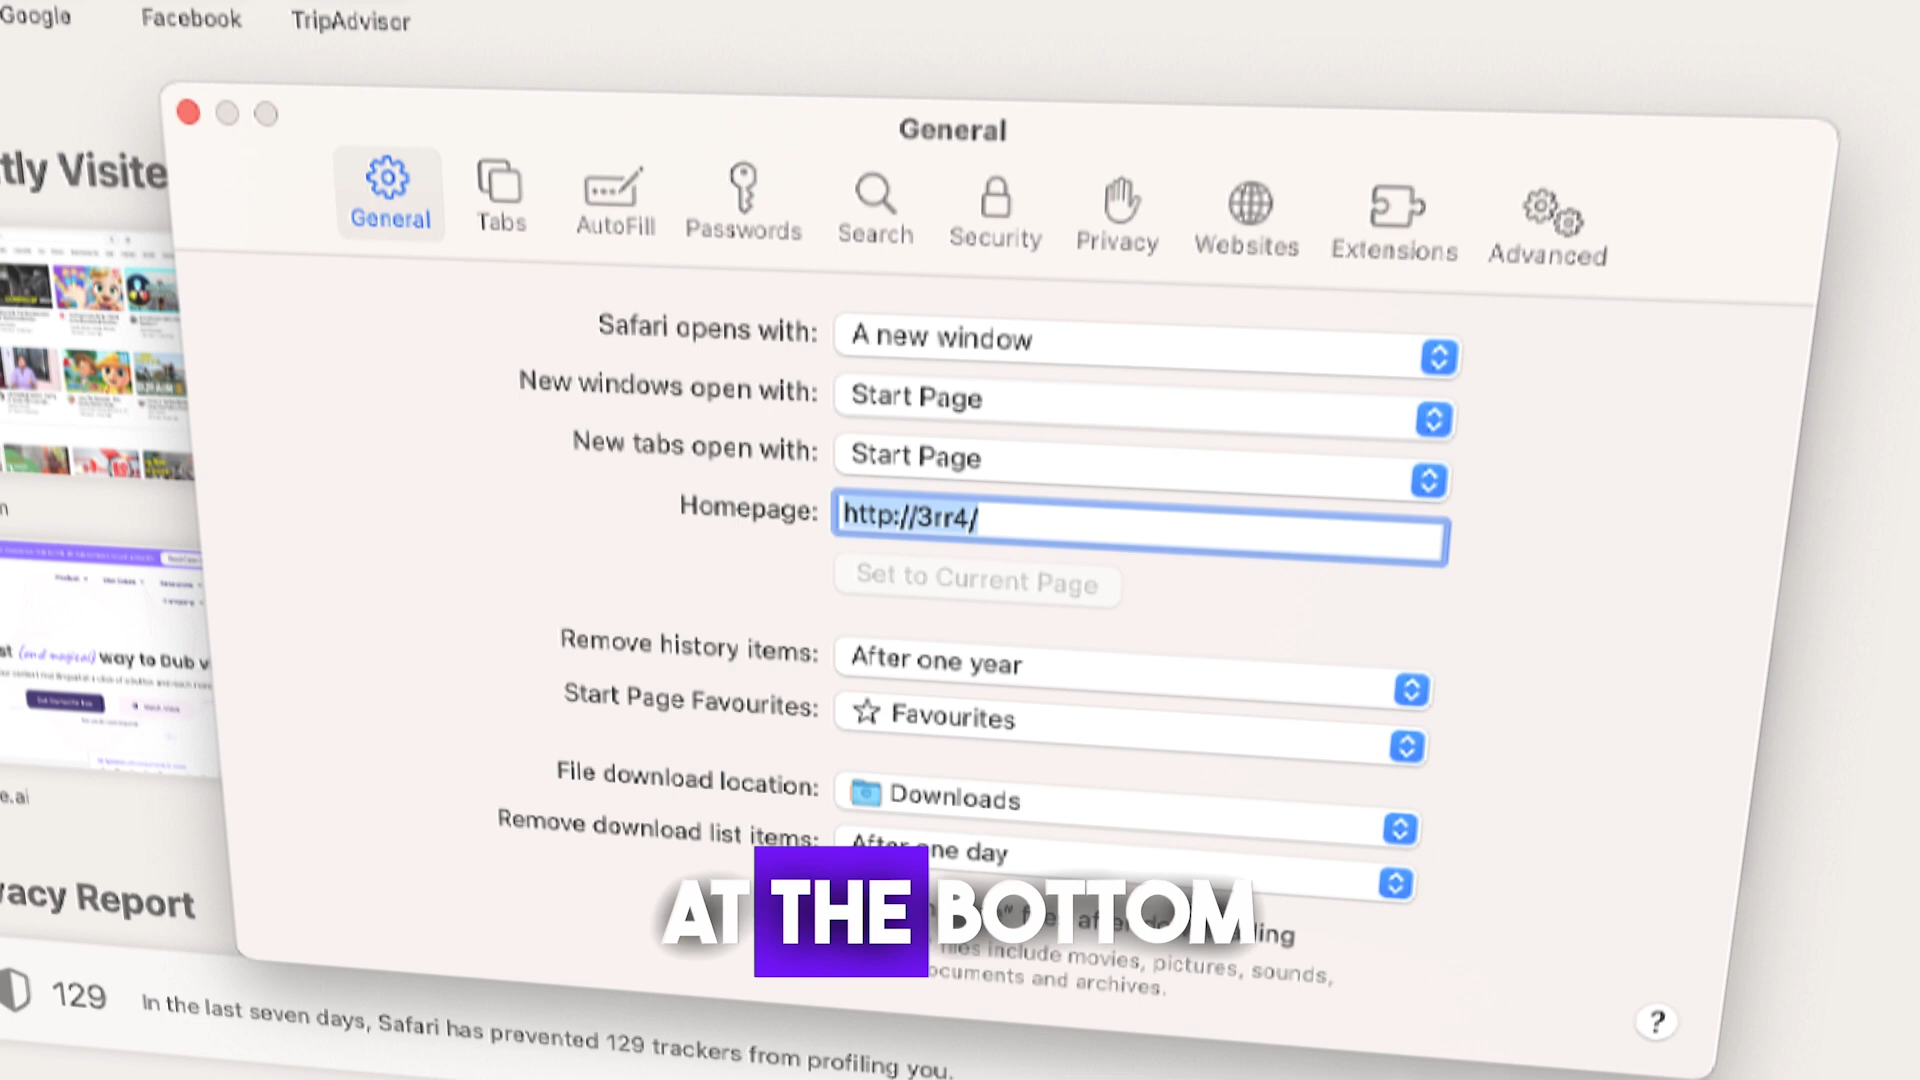 Google Facebook TripAdvisor
General
General Tabs AutoFill Passwords Search Security Privacy Websites Extensions Advanced
tly Visite
Safari opens with: A new window
New windows open with: Start Page
New tabs open with: Start Page
Homepage: http://3rr4/
Set to Current Page
Remove history items: After one year
Start Page Favourites: Favourites
File download location: Downloads
Remove download list items: After one day
way to Dub v
e.ai
AT THE BOTTOM
files include movies, pictures, sounds,
ocuments and archives.
vacy Report
129 In the last seven days, Safari has prevented 129 trackers from profiling you.
?